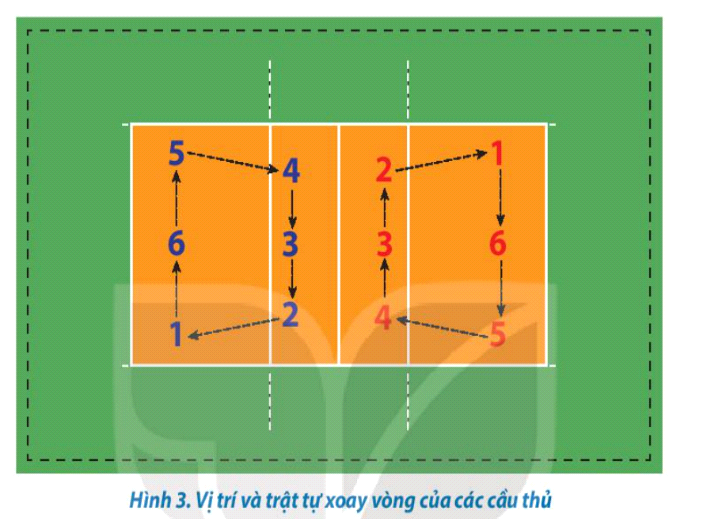 5 4 2 1
6 3 3 6
1 2 4 5
Hình 3. Vị trí và trật tự xoay vòng của các cầu thủ